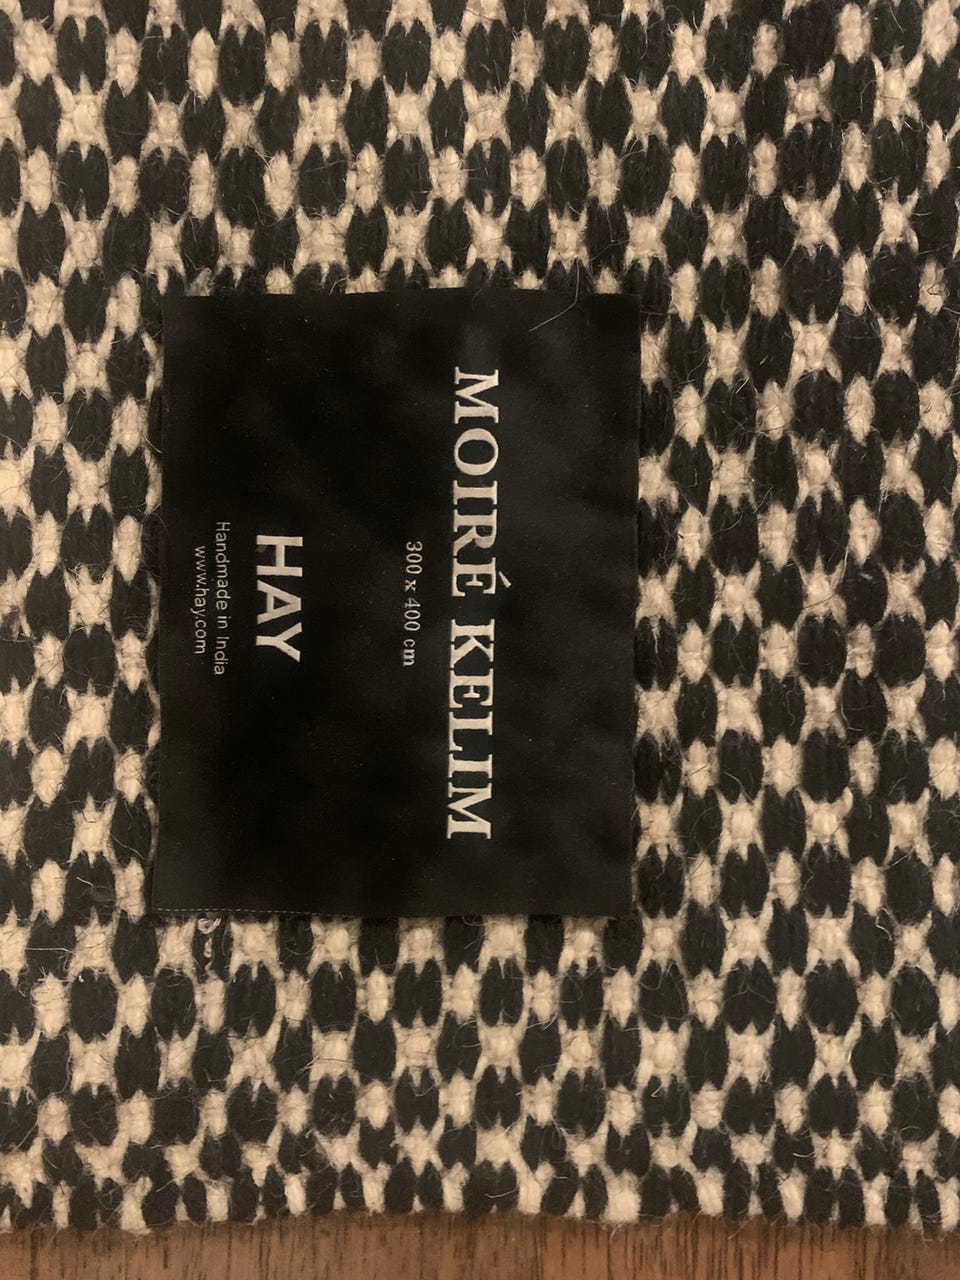 MOIRÉ KELIM
300 x 400 cm
HAY
Handmade in India
www.hay.com